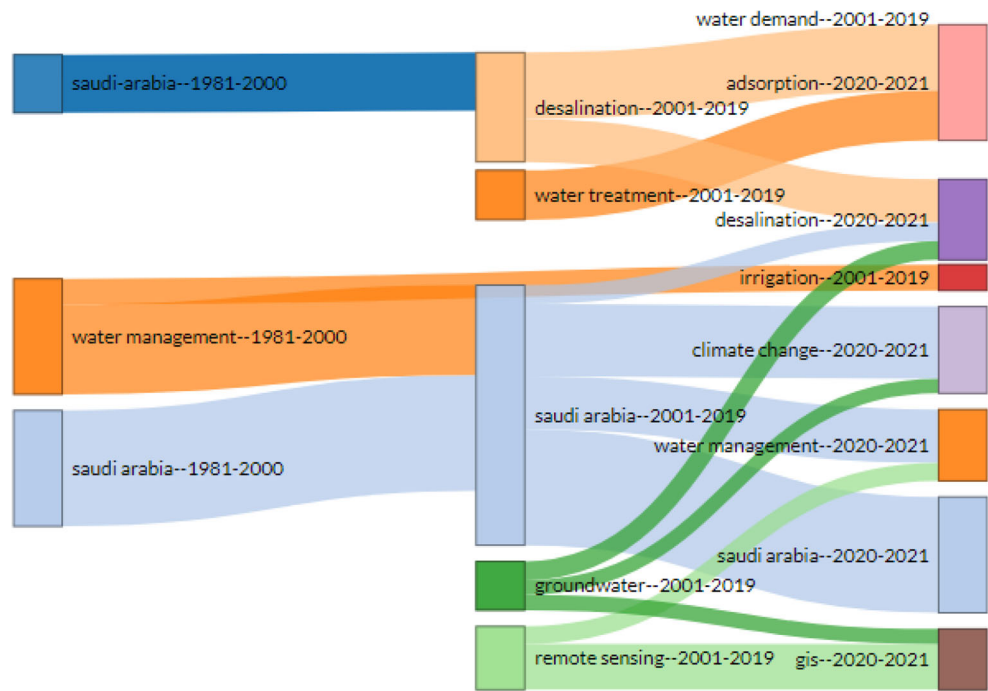 water demand--2001-2019
saudi-arabia--1981-2000
adsorption--2020-2021
desalination--2001-2019
water treatment--2001-2019
desalination--2020-2021
irrigation--2001-2019
water management--1981-2000
climate change--2020-2021
saudi arabia--2001-2019
water management--2020-2021
saudi arabia--1981-2000
saudi arabia--2020-2021
groundwater--2001-2019
remote sensing--2001-2019
gis--2020-2021